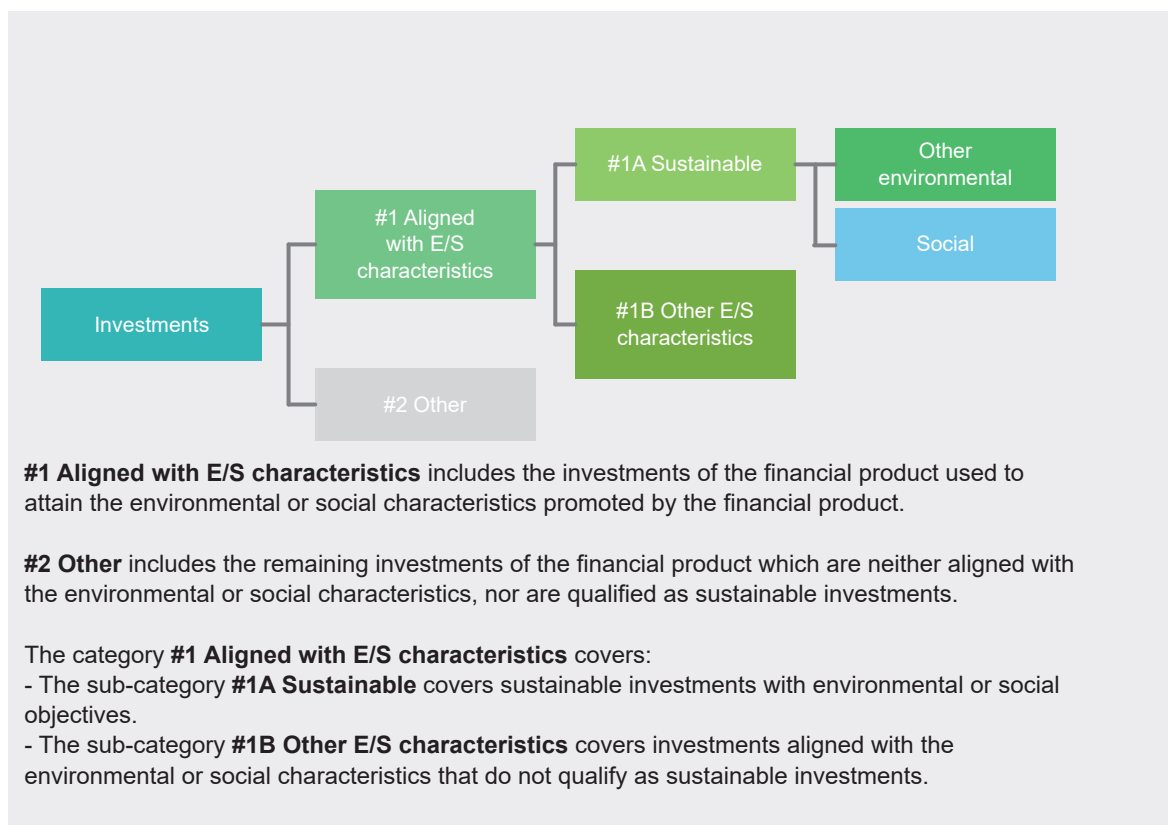 #1A Sustainable
Other
environmental
#1 Aligned
with E/S
characteristics
Social
Investments
#1B Other E/S
characteristics
#2 Other
#1 Aligned with E/S characteristics includes the investments of the financial product used to
attain the environmental or social characteristics promoted by the financial product.
#2 Other includes the remaining investments of the financial product which are neither aligned with
the environmental or social characteristics, nor are qualified as sustainable investments.
The category #1 Aligned with E/S characteristics covers:
- The sub-category #1A Sustainable covers sustainable investments with environmental or social
objectives.
- The sub-category #1B Other E/S characteristics covers investments aligned with the
environmental or social characteristics that do not qualify as sustainable investments.